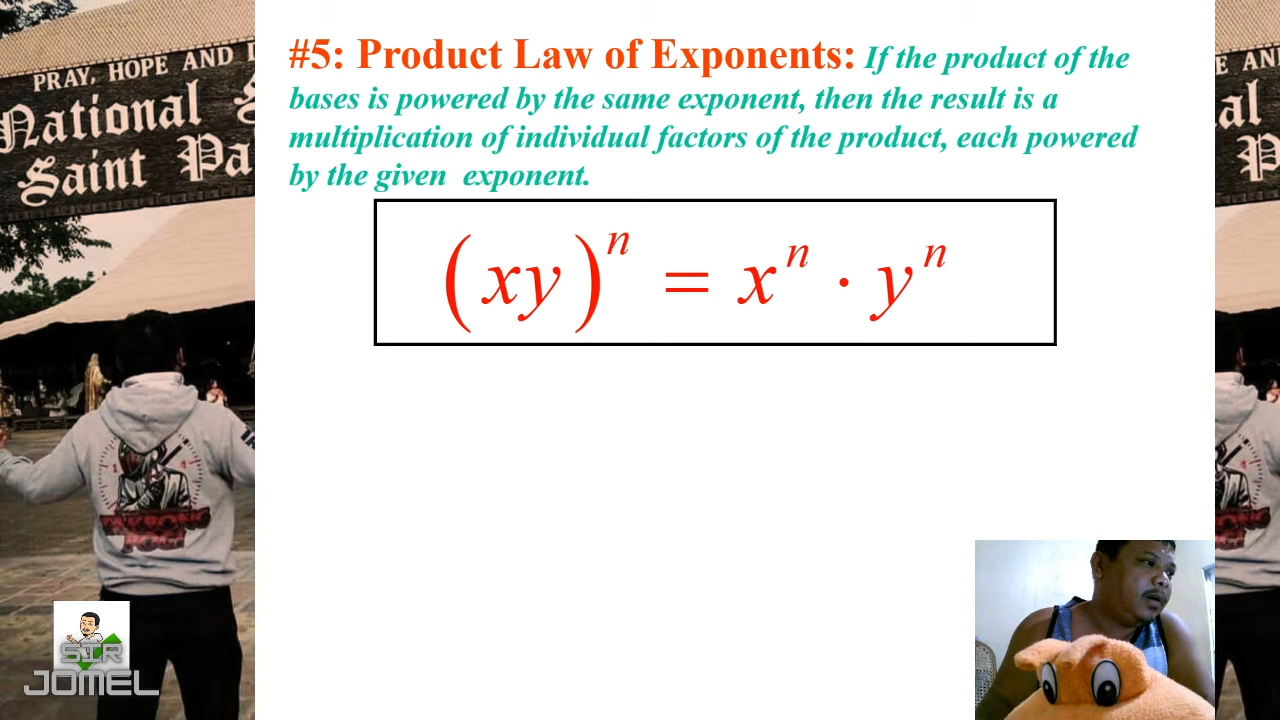 PRAY, HOPE AND
National
Saint Pa
#5: Product Law of Exponents: If the product of the
bases is powered by the same exponent, then the result is a
multiplication of individual factors of the product, each powered
by the given exponent.
(xy)^n = x^n · y^n
SIR
JOMEL